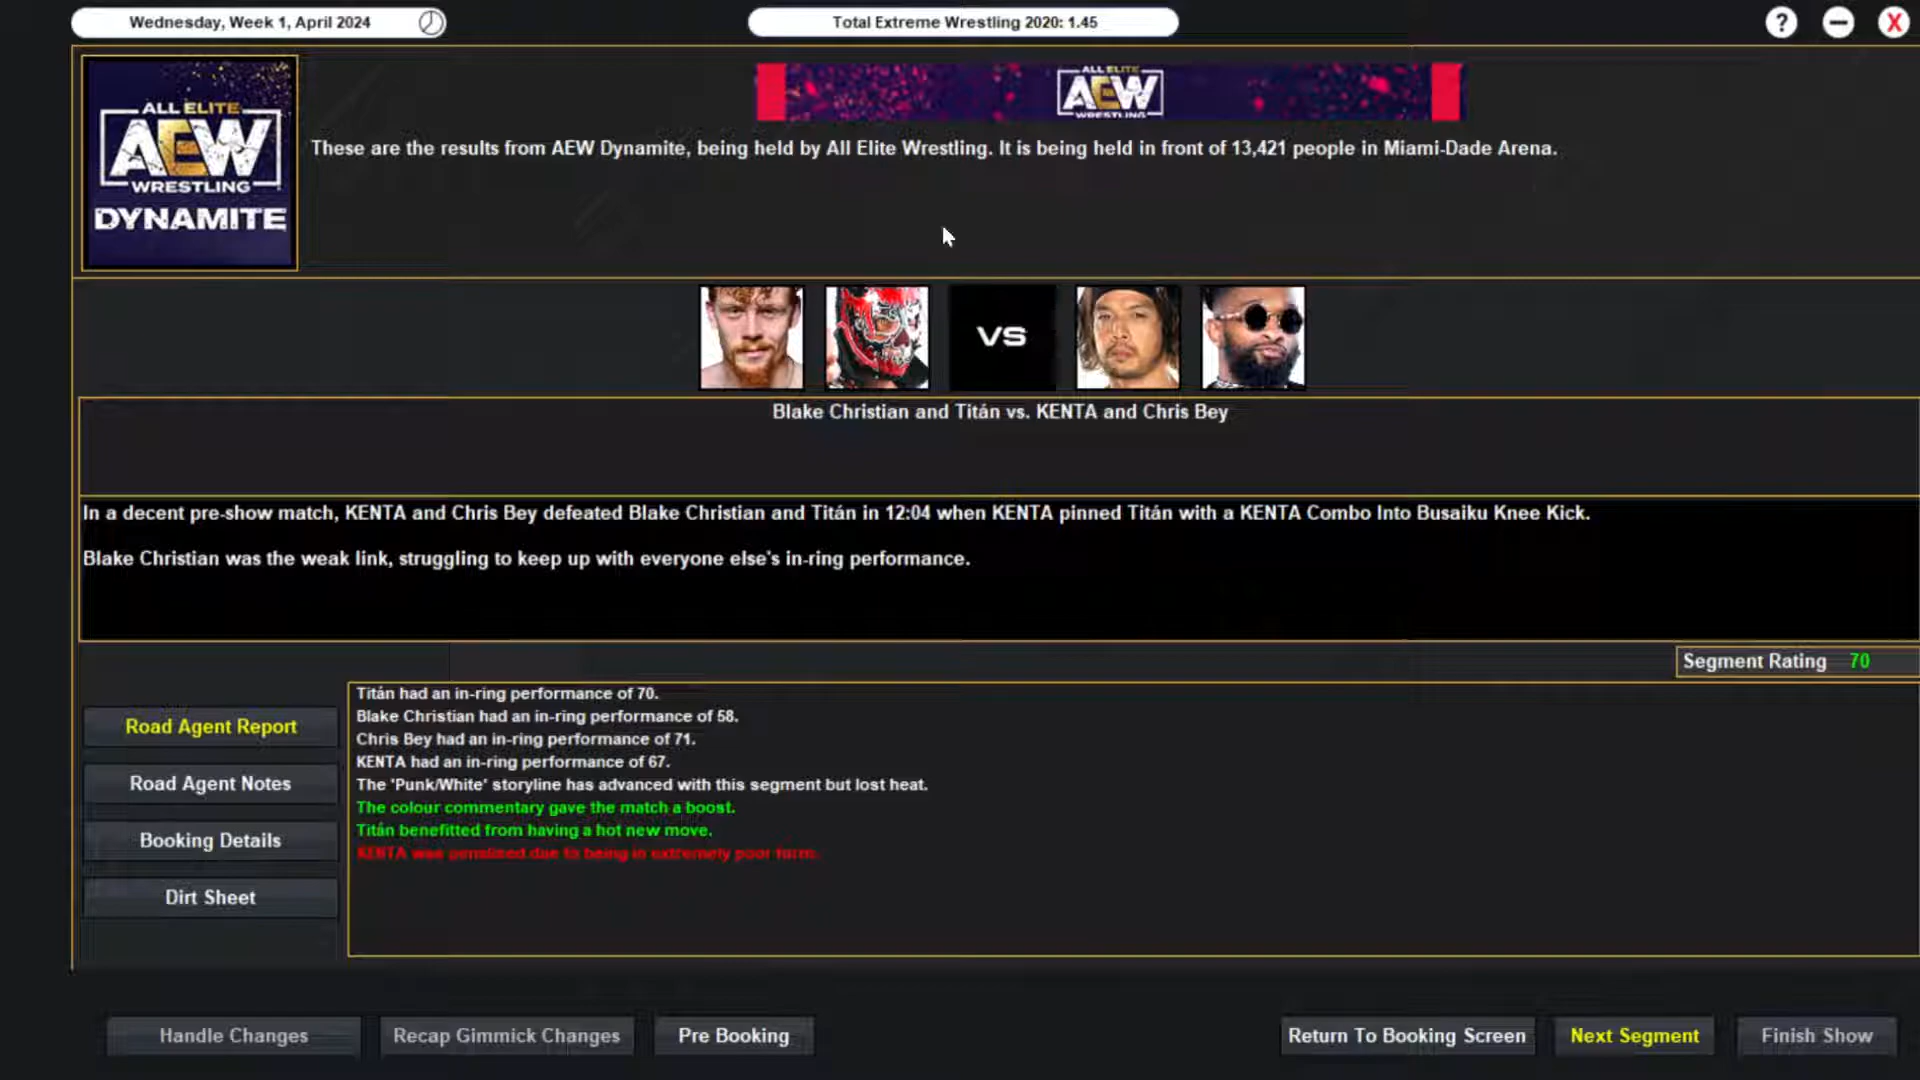 Wednesday, Week 1, April 2024
Total Extreme Wrestling 2020: 1.45
?
X
ALL ELITE
AEW
WRESTLING
DYNAMITE
ALL ELITE
AEW
WRESTLING
These are the results from AEW Dynamite, being held by All Elite Wrestling. It is being held in front of 13,421 people in Miami-Dade Arena.
VS
Blake Christian and Titán vs. KENTA and Chris Bey
In a decent pre-show match, KENTA and Chris Bey defeated Blake Christian and Titán in 12:04 when KENTA pinned Titán with a KENTA Combo Into Busaiku Knee Kick.
Blake Christian was the weak link, struggling to keep up with everyone else's in-ring performance.
Segment Rating 70
Road Agent Report
Road Agent Notes
Booking Details
Dirt Sheet
Titán had an in-ring performance of 70.
Blake Christian had an in-ring performance of 58.
Chris Bey had an in-ring performance of 71.
KENTA had an in-ring performance of 67.
The 'Punk/White' storyline has advanced with this segment but lost heat.
The colour commentary gave the match a boost.
Titán benefitted from having a hot new move.
KENTA was penalised due to being in extremely poor form.
Handle Changes
Recap Gimmick Changes
Pre Booking
Return To Booking Screen
Next Segment
Finish Show